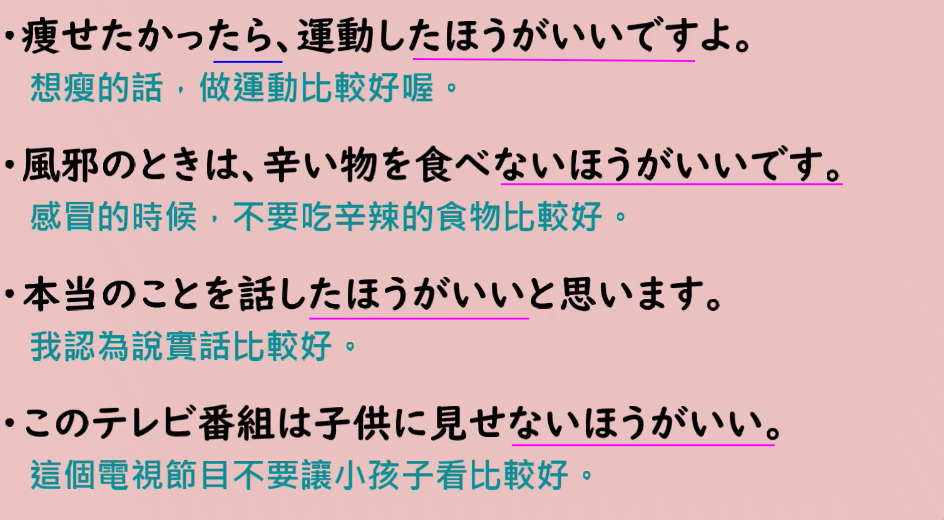 ・痩せたかったら、運動したほうがいいですよ。
想瘦的話，做運動比較好喔。
・風邪のときは、辛い物を食べないほうがいいです。
感冒的時候，不要吃辛辣的食物比較好。
・本当のことを話したほうがいいと思います。
我認為說實話比較好。
・このテレビ番組は子供に見せないほうがいい。
這個電視節目不要讓小孩子看比較好。